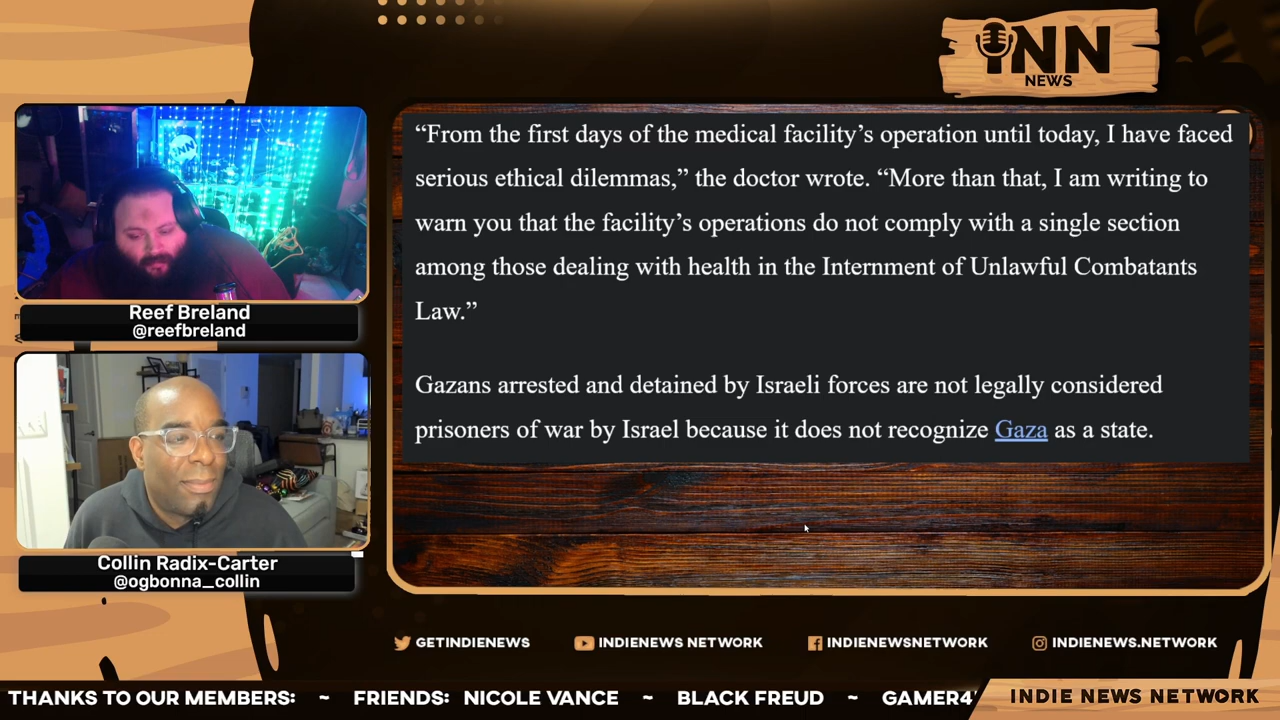 INN
NEWS
“From the first days of the medical facility’s operation until today, I have faced
serious ethical dilemmas,” the doctor wrote. “More than that, I am writing to
warn you that the facility’s operations do not comply with a single section
among those dealing with health in the Internment of Unlawful Combatants
Law.”
Gazans arrested and detained by Israeli forces are not legally considered
prisoners of war by Israel because it does not recognize Gaza as a state.
INN
Reef Breland
@reefbreland
Collin Radix-Carter
@ogbonna_collin
GETINDIENEWS
INDIENEWS NETWORK
INDIENEWSNETWORK
INDIENEWS.NETWORK
THANKS TO OUR MEMBERS: ~ FRIENDS: NICOLE VANCE ~ BLACK FREUD ~ GAMER4
INDIE NEWS NETWORK